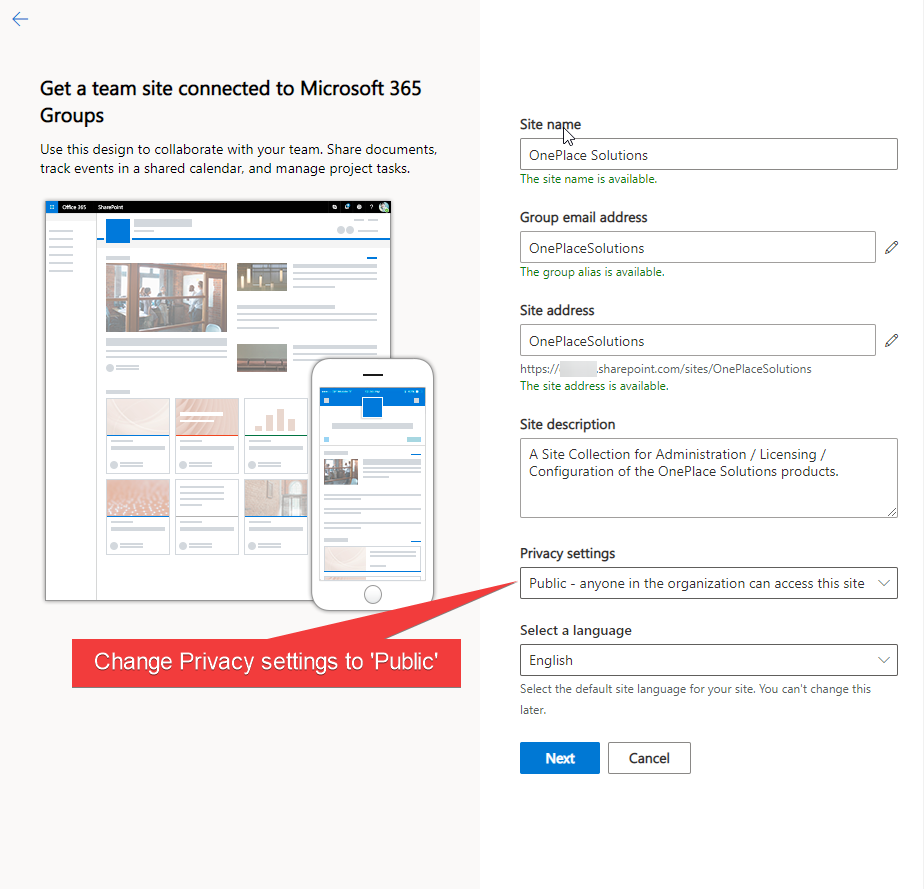 Get a team site connected to Microsoft 365
Groups
Use this design to collaborate with your team. Share documents,
track events in a shared calendar, and manage project tasks.
Office 365 SharePoint
Change Privacy settings to 'Public'
Site name
OnePlace Solutions
The site name is available.
Group email address
OnePlaceSolutions
The group alias is available.
Site address
OnePlaceSolutions
https:// .sharepoint.com/sites/OnePlaceSolutions
The site address is available.
Site description
A Site Collection for Administration / Licensing /
Configuration of the OnePlace Solutions products.
Privacy settings
Public - anyone in the organization can access this site
Select a language
English
Select the default site language for your site. You can't change this
later.
Next Cancel